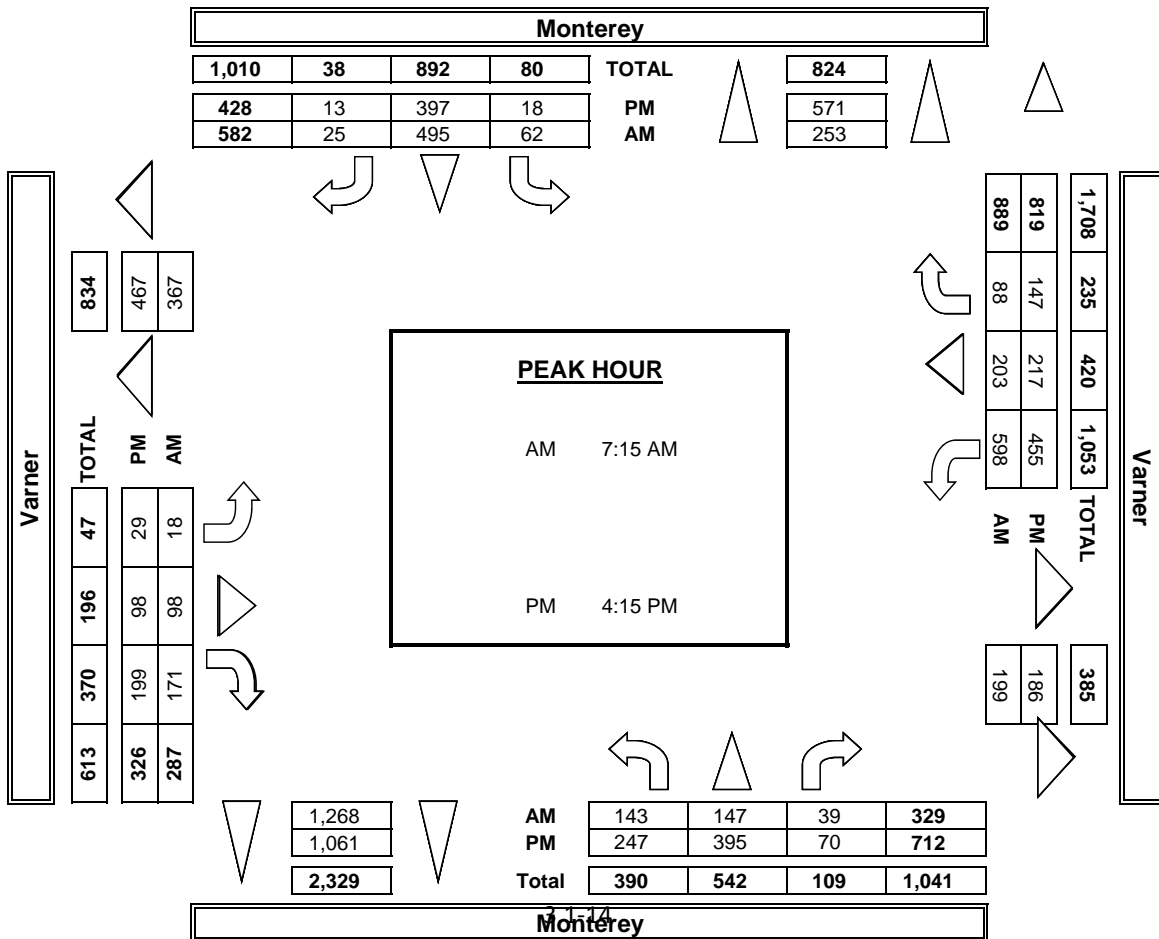 Monterey
1,010 38 892 80 TOTAL 824
428 13 397 18 PM 571
582 25 495 62 AM 253
Varner
834 467 367
TOTAL PM AM
47 29 18
196 98 98
370 199 171
613 326 287
PEAK HOUR
AM 7:15 AM
PM 4:15 PM
889 819 1,708
88 147 235
203 217 420
598 455 1,053
AM PM TOTAL
199 186 385
Varner
1,268 AM 143 147 39 329
1,061 PM 247 395 70 712
2,329 Total 390 542 109 1,041
Monterey
3.1-14